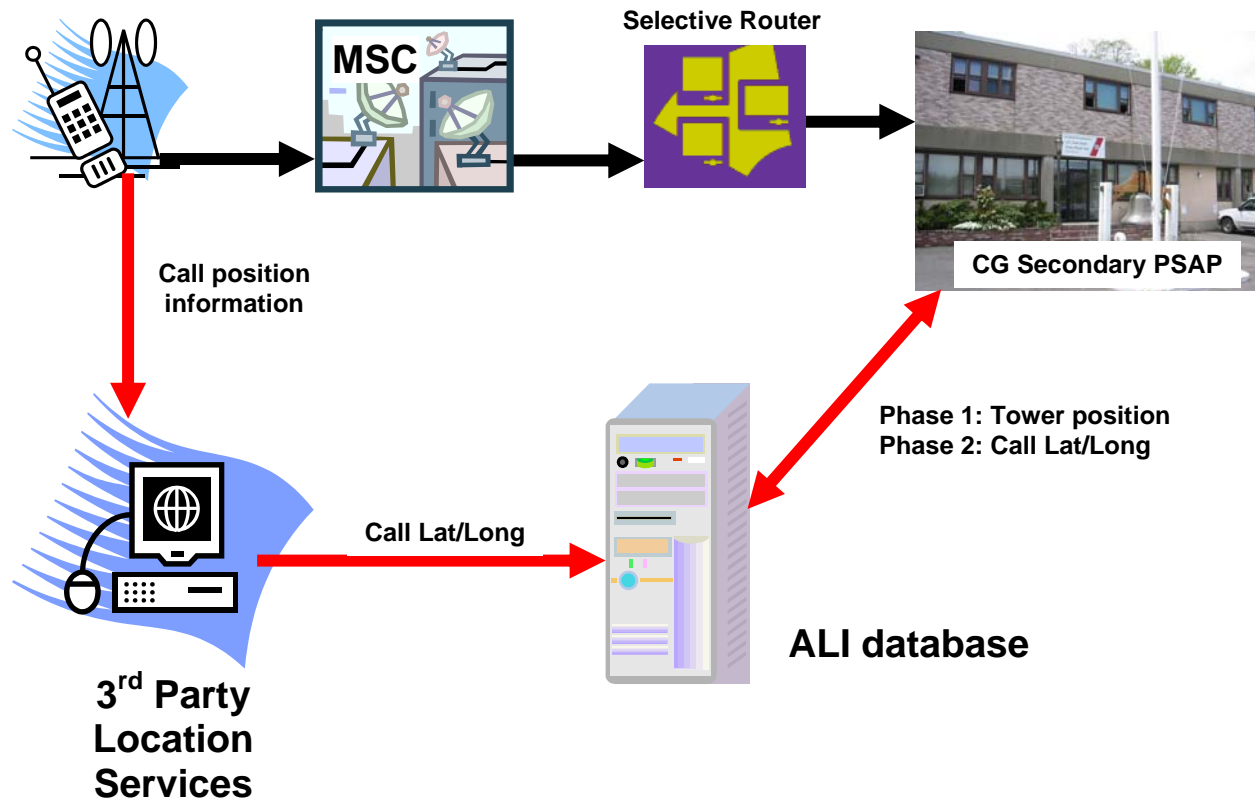 Selective Router
MSC
CG Secondary PSAP
Call position
information
Phase 1: Tower position
Phase 2: Call Lat/Long
Call Lat/Long
ALI database
3rd Party
Location
Services